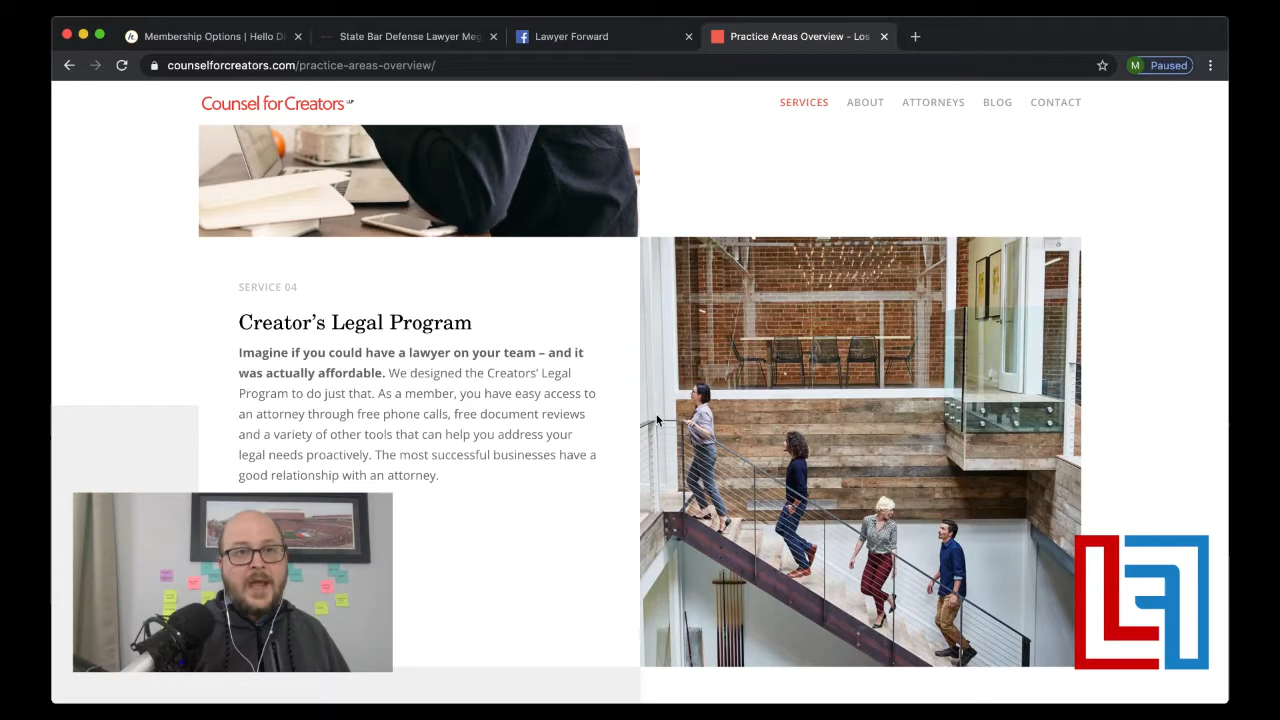 Membership Options | Hello Di
State Bar Defense Lawyer Meg
Lawyer Forward
Practice Areas Overview - Los
counselforcreators.com/practice-areas-overview/
M Paused
Counsel for Creators LLP
SERVICES ABOUT ATTORNEYS BLOG CONTACT
SERVICE 04
Creator's Legal Program
Imagine if you could have a lawyer on your team – and it
was actually affordable. We designed the Creators' Legal
Program to do just that. As a member, you have easy access to
an attorney through free phone calls, free document reviews
and a variety of other tools that can help you address your
legal needs proactively. The most successful businesses have a
good relationship with an attorney.
LF